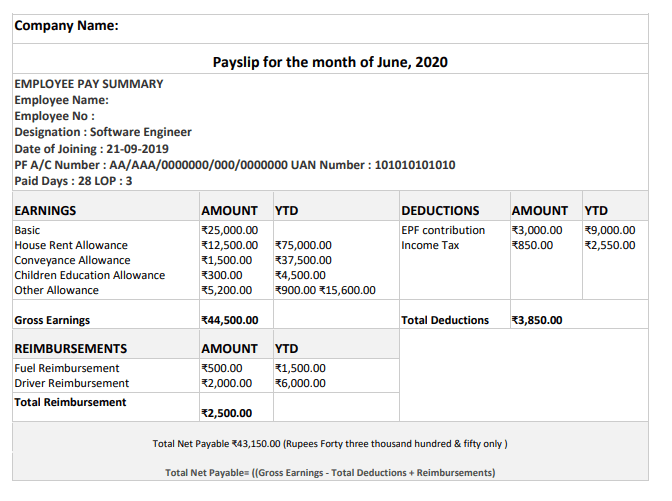 Company Name:
Payslip for the month of June, 2020
EMPLOYEE PAY SUMMARY
Employee Name:
Employee No :
Designation : Software Engineer
Date of Joining : 21-09-2019
PF A/C Number : AA/AAA/0000000/000/0000000 UAN Number : 101010101010
Paid Days : 28 LOP : 3
EARNINGS AMOUNT YTD DEDUCTIONS AMOUNT YTD
Basic ₹25,000.00 EPF contribution ₹3,000.00 ₹9,000.00
House Rent Allowance ₹12,500.00 ₹75,000.00 Income Tax ₹850.00 ₹2,550.00
Conveyance Allowance ₹1,500.00 ₹37,500.00
Children Education Allowance ₹300.00 ₹4,500.00
Other Allowance ₹5,200.00 ₹900.00 ₹15,600.00
Gross Earnings ₹44,500.00 Total Deductions ₹3,850.00
REIMBURSEMENTS AMOUNT YTD
Fuel Reimbursement ₹500.00 ₹1,500.00
Driver Reimbursement ₹2,000.00 ₹6,000.00
Total Reimbursement
₹2,500.00
Total Net Payable ₹43,150.00 (Rupees Forty three thousand hundred & fifty only )
Total Net Payable= ((Gross Earnings - Total Deductions + Reimbursements)